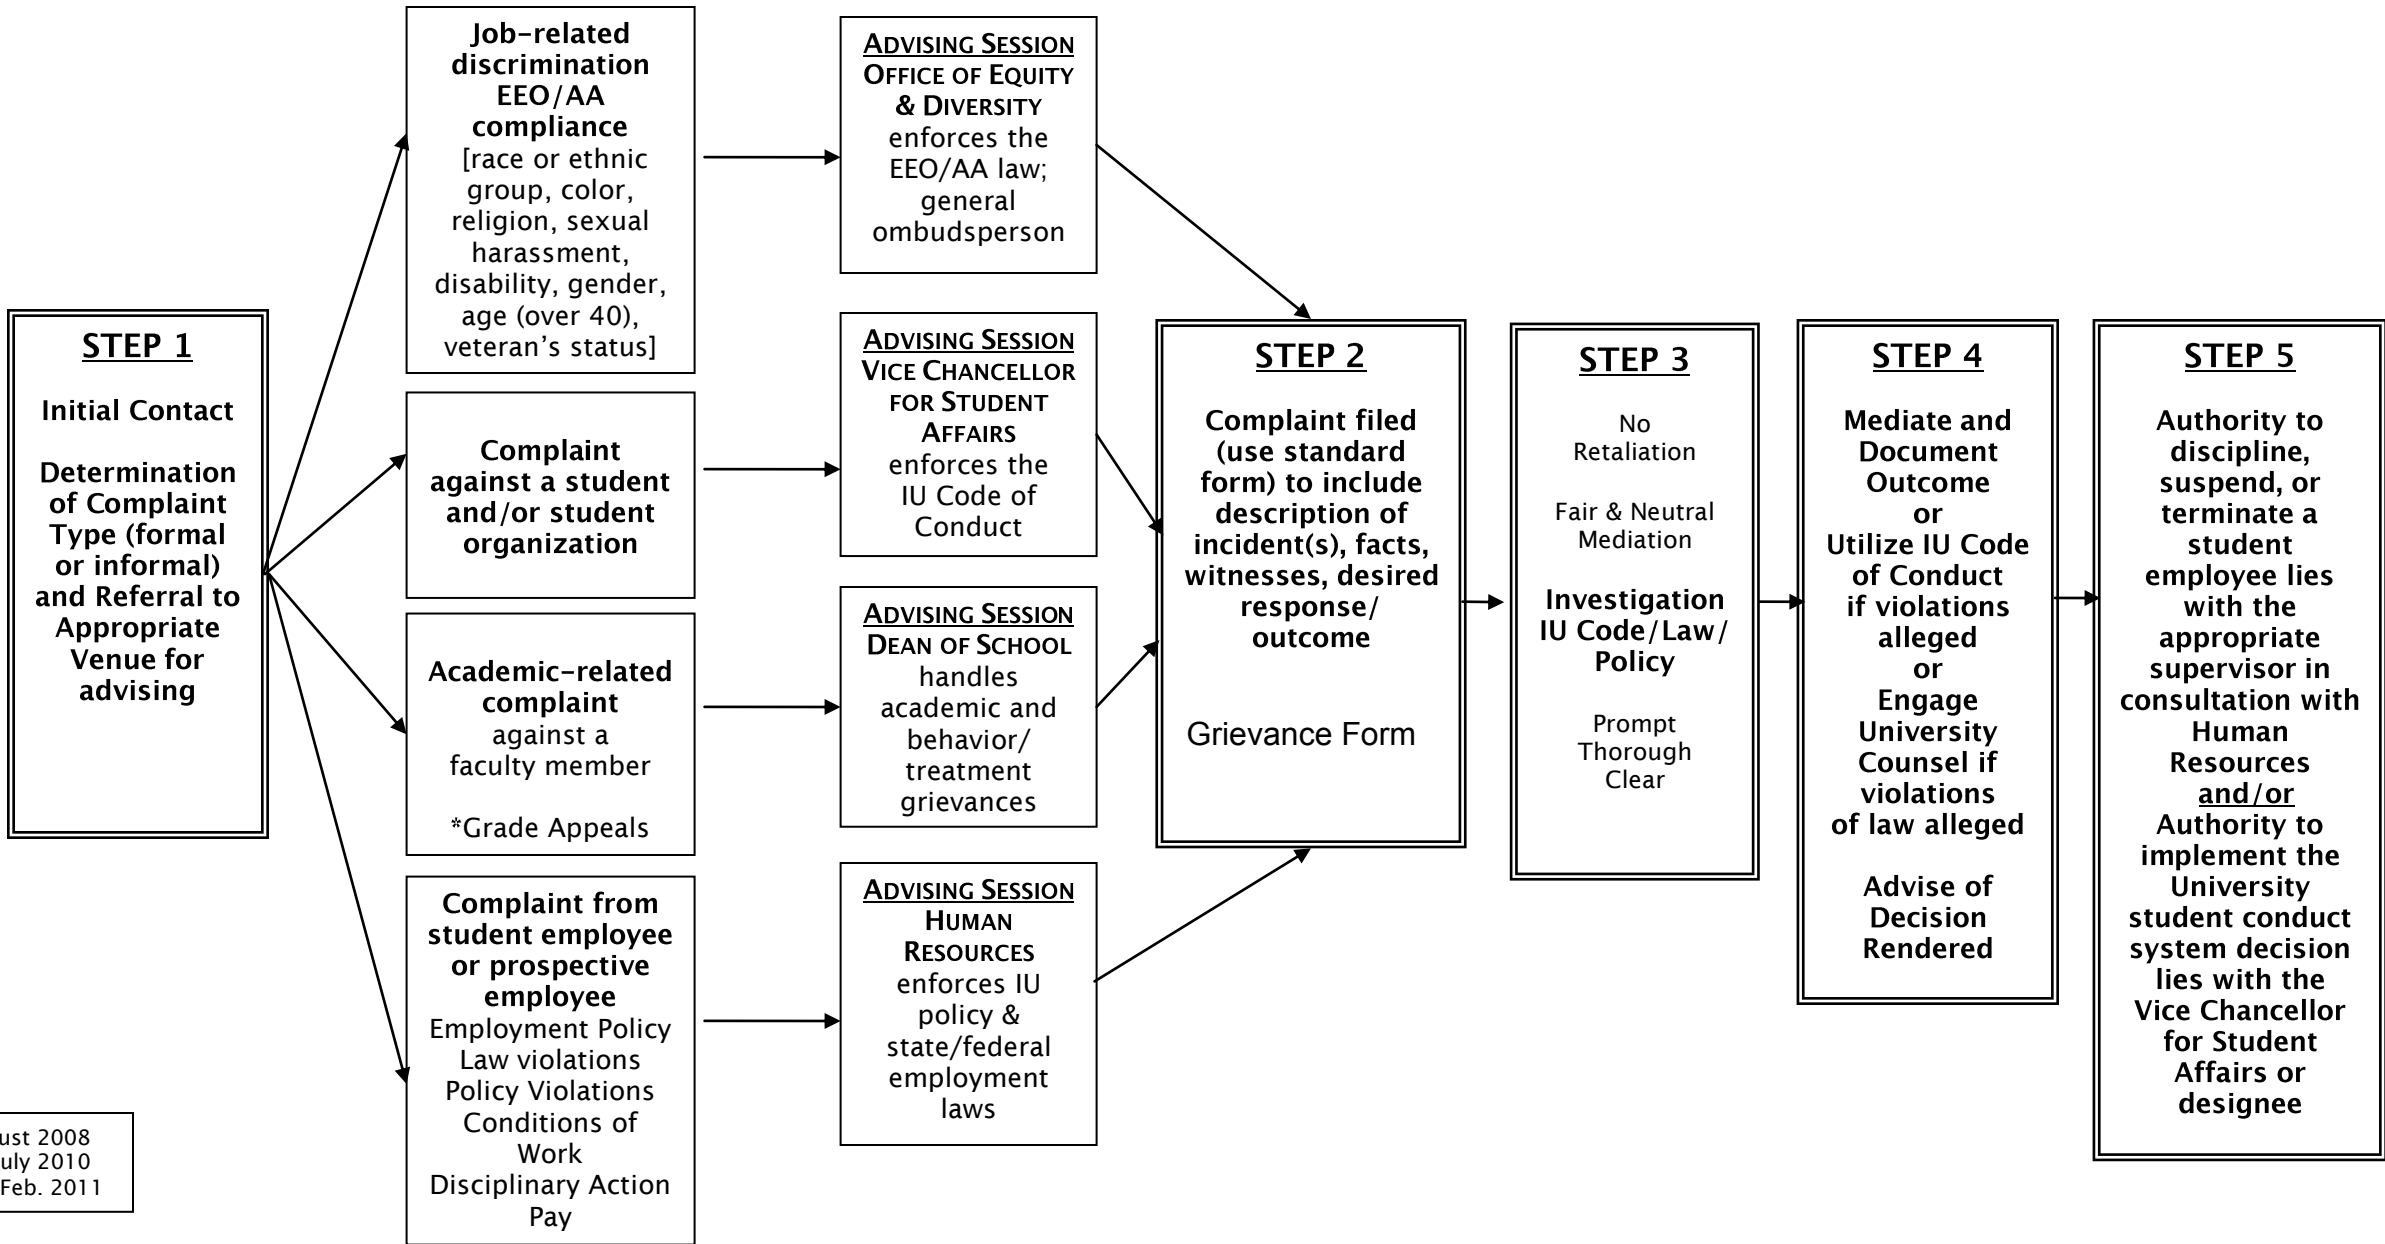 STEP 1
Initial Contact
Determination
of Complaint
Type (formal
or informal)
and Referral to
Appropriate
Venue for
advising
Job-related
discrimination
EEO/AA
compliance
[race or ethnic
group, color,
religion, sexual
harassment,
disability, gender,
age (over 40),
veteran’s status]
Complaint
against a student
and/or student
organization
Academic-related
complaint
against a
faculty member
*Grade Appeals
Complaint from
student employee
or prospective
employee
Employment Policy
Law violations
Policy Violations
Conditions of
Work
Disciplinary Action
Pay
ADVISING SESSION
OFFICE OF EQUITY
& DIVERSITY
enforces the
EEO/AA law;
general
ombudsperson
ADVISING SESSION
VICE CHANCELLOR
FOR STUDENT
AFFAIRS
enforces the
IU Code of
Conduct
ADVISING SESSION
DEAN OF SCHOOL
handles
academic and
behavior/
treatment
grievances
ADVISING SESSION
HUMAN
RESOURCES
enforces IU
policy &
state/federal
employment
laws
STEP 2
Complaint filed
(use standard
form) to include
description of
incident(s), facts,
witnesses, desired
response/
outcome
Grievance Form
STEP 3
No
Retaliation
Fair & Neutral
Mediation
Investigation
IU Code/Law/
Policy
Prompt
Thorough
Clear
STEP 4
Mediate and
Document
Outcome
or
Utilize IU Code
of Conduct
if violations
alleged
or
Engage
University
Counsel if
violations
of law alleged
Advise of
Decision
Rendered
STEP 5
Authority to
discipline,
suspend, or
terminate a
student
employee lies
with the
appropriate
supervisor in
consultation with
Human
Resources
and/or
Authority to
implement the
University
student conduct
system decision
lies with the
Vice Chancellor
for Student
Affairs or
designee
2008
2010
Feb. 2011